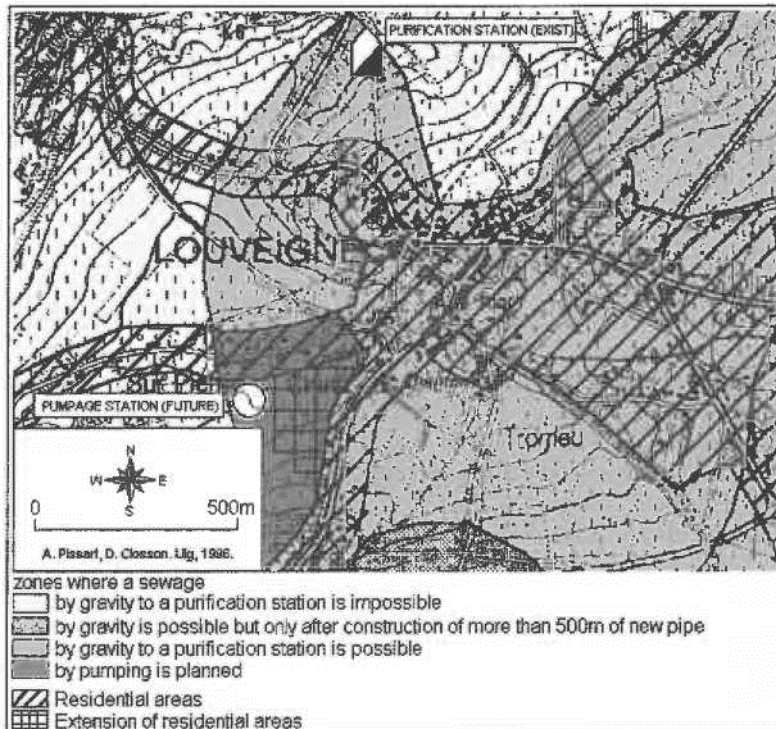 PURIFICATION STATION (EXIST)
LOUVEIGNE
Tromeu
PUMPAGE STATION (FUTURE)
N
W E
S
0 500m
A. Pissart, D. Closson. Ulg, 1996.
zones where a sewage
by gravity to a purification station is impossible
by gravity is possible but only after construction of more than 500m of new pipe
by gravity to a purification station is possible
by pumping is planned
Residential areas
Extension of residential areas